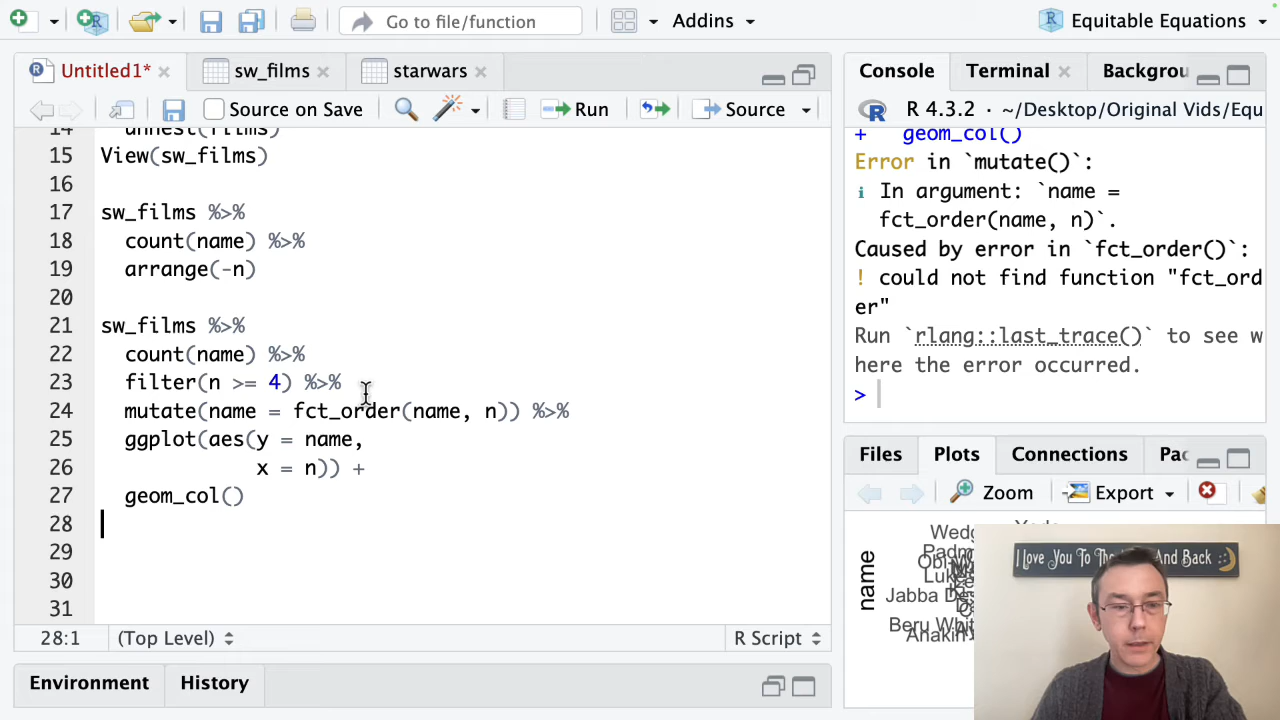 Go to file/function
Addins
Equitable Equations
Untitled1*
sw_films
starwars
Source on Save
Run
Source
14 unnest(films)
15 View(sw_films)
16
17 sw_films %>%
18 count(name) %>%
19 arrange(-n)
20
21 sw_films %>%
22 count(name) %>%
23 filter(n >= 4) %>%
24 mutate(name = fct_order(name, n)) %>%
25 ggplot(aes(y = name,
26 x = n)) +
27 geom_col()
28
29
30
31
28:1
(Top Level)
R Script
Environment
History
Console
Terminal
Backgrou
R 4.3.2 · ~/Desktop/Original Vids/Equ
+ geom_col()
Error in `mutate()`:
ℹ In argument: `name =
fct_order(name, n)`.
Caused by error in `fct_order()`:
! could not find function "fct_ord
er"
Run `rlang::last_trace()` to see w
here the error occurred.
>
Files
Plots
Connections
Pac
Zoom
Export
name
Wedg
Padm
Luke
Jabba De
Beru Whit
Anakin
I Love You To The And Back